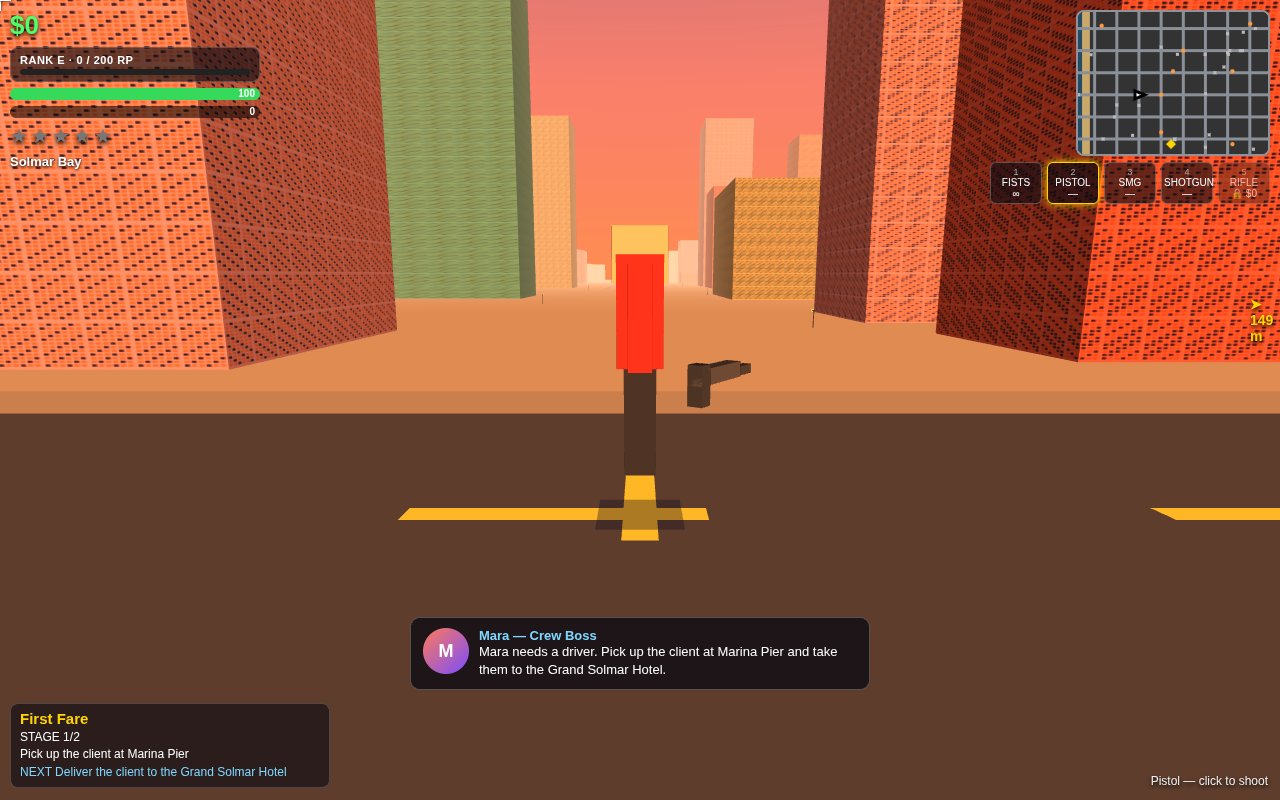 $0
RANK E · 0 / 200 RP
100
0
Solmar Bay
1
FISTS
∞
2
PISTOL
—
3
SMG
—
4
SHOTGUN
—
5
RIFLE
🔒 $0
149
m
M
Mara — Crew Boss
Mara needs a driver. Pick up the client at Marina Pier and take
them to the Grand Solmar Hotel.
First Fare
STAGE 1/2
Pick up the client at Marina Pier
NEXT Deliver the client to the Grand Solmar Hotel
Pistol — click to shoot